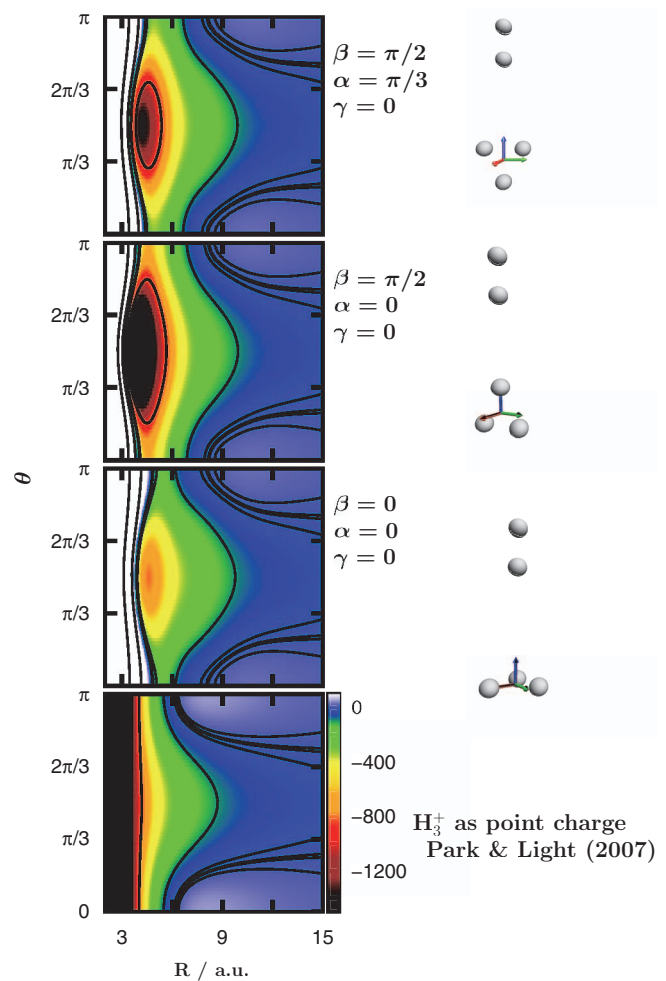 π
2π/3
π/3
β = π/2
α = π/3
γ = 0
π
2π/3
π/3
β = π/2
α = 0
γ = 0
π
2π/3
π/3
β = 0
α = 0
γ = 0
θ
π
2π/3
π/3
0
0
−400
−800
−1200
H₃⁺ as point charge
Park & Light (2007)
3 9 15
R / a.u.